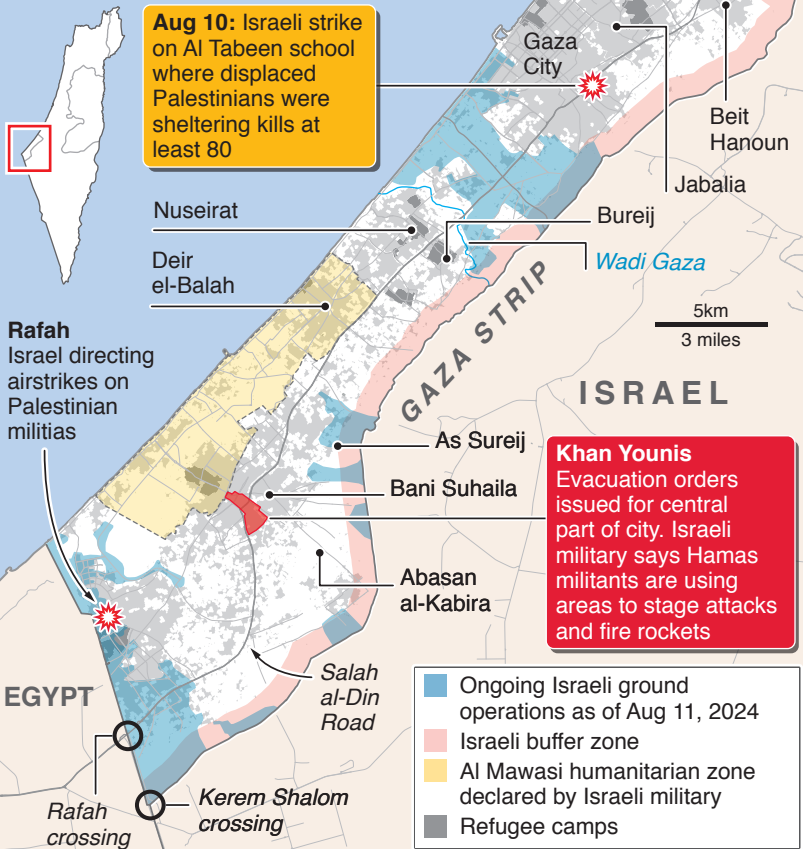 Aug 10: Israeli strike
on Al Tabeen school
where displaced
Palestinians were
sheltering kills at
least 80
Gaza
City
Beit
Hanoun
Jabalia
Nuseirat
Bureij
Deir
el-Balah
Wadi Gaza
Rafah
Israel directing
airstrikes on
Palestinian
militias
5km
3 miles
GAZA STRIP
ISRAEL
As Sureij
Bani Suhaila
Khan Younis
Evacuation orders
issued for central
part of city. Israeli
military says Hamas
militants are using
areas to stage attacks
and fire rockets
Abasan
al-Kabira
Salah
al-Din
Road
EGYPT
Rafah
crossing
Kerem Shalom
crossing
Ongoing Israeli ground
operations as of Aug 11, 2024
Israeli buffer zone
Al Mawasi humanitarian zone
declared by Israeli military
Refugee camps